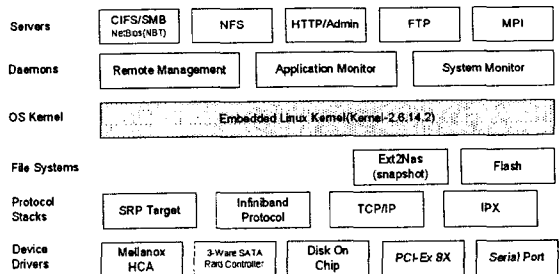 Servers
CIFS/SMB
NetBios(NBT)
NFS
HTTP/Admin
FTP
MPI
Daemons
Remote Management
Application Monitor
System Monitor
OS Kernel
Embedded Linux Kernel(Kernel-2.6.14.2)
File Systems
Ext2Nas
(snapshot)
Flash
Protocol
Stacks
SRP Target
Infiniband
Protocol
TCP/IP
IPX
Device
Drivers
Mellanox
HCA
3-Ware SATA
Raid Controller
Disk On
Chip
PCI-Ex 8X
Serial Port